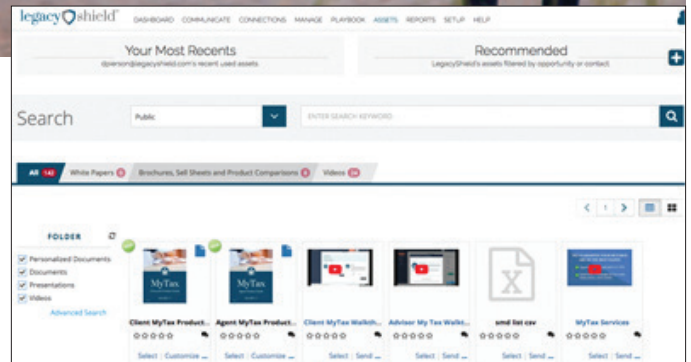 legacy shield
DASHBOARD COMMUNICATE CONNECTIONS MANAGE PLAYBOOK ASSETS REPORTS SETUP HELP
Your Most Recents
dperson@legacyshield.com's recent used assets
Recommended
LegacyShield's assets filtered by opportunity or contact
Search
Public
ENTER SEARCH KEYWORD
All 142
White Papers
Brochures, Sell Sheets and Product Comparisons
Videos
1
FOLDER
Personalized Documents
Documents
Presentations
Videos
Advanced Search
MyTax
MyTax
X
Client MyTax Product...
Agent MyTax Product...
Client MyTax Walkth...
Advisor My Tax Walkt...
smd list csv
MyTax Services
Select Customize ...
Select Customize ...
Select Send ...
Select Send ...
Select Send ...
Select Send ...